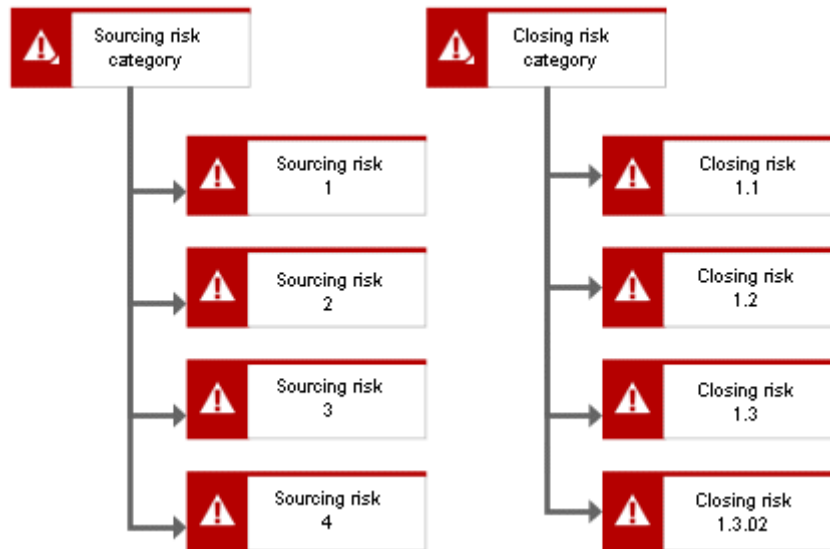 Sourcing risk
category
Sourcing risk
1
Sourcing risk
2
Sourcing risk
3
Sourcing risk
4
Closing risk
category
Closing risk
1.1
Closing risk
1.2
Closing risk
1.3
Closing risk
1.3.02